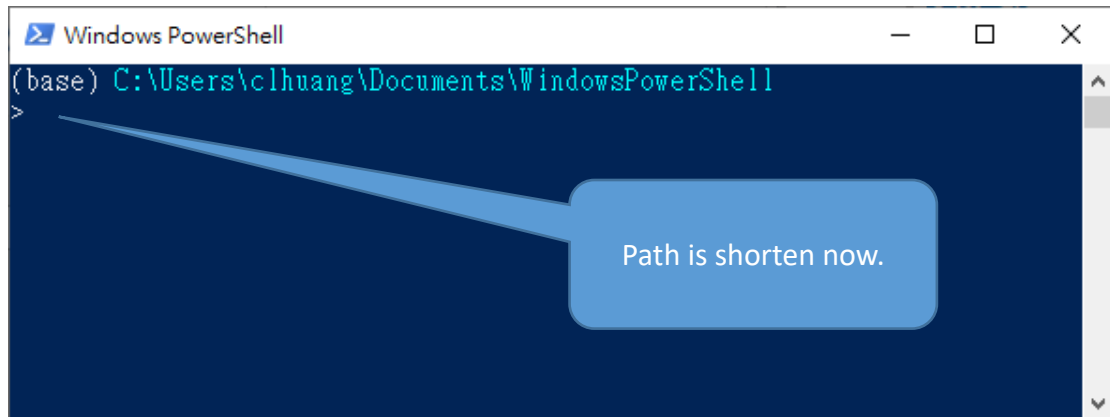 Windows PowerShell
(base) C:\Users\clhuang\Documents\WindowsPowerShell
>
Path is shorten now.